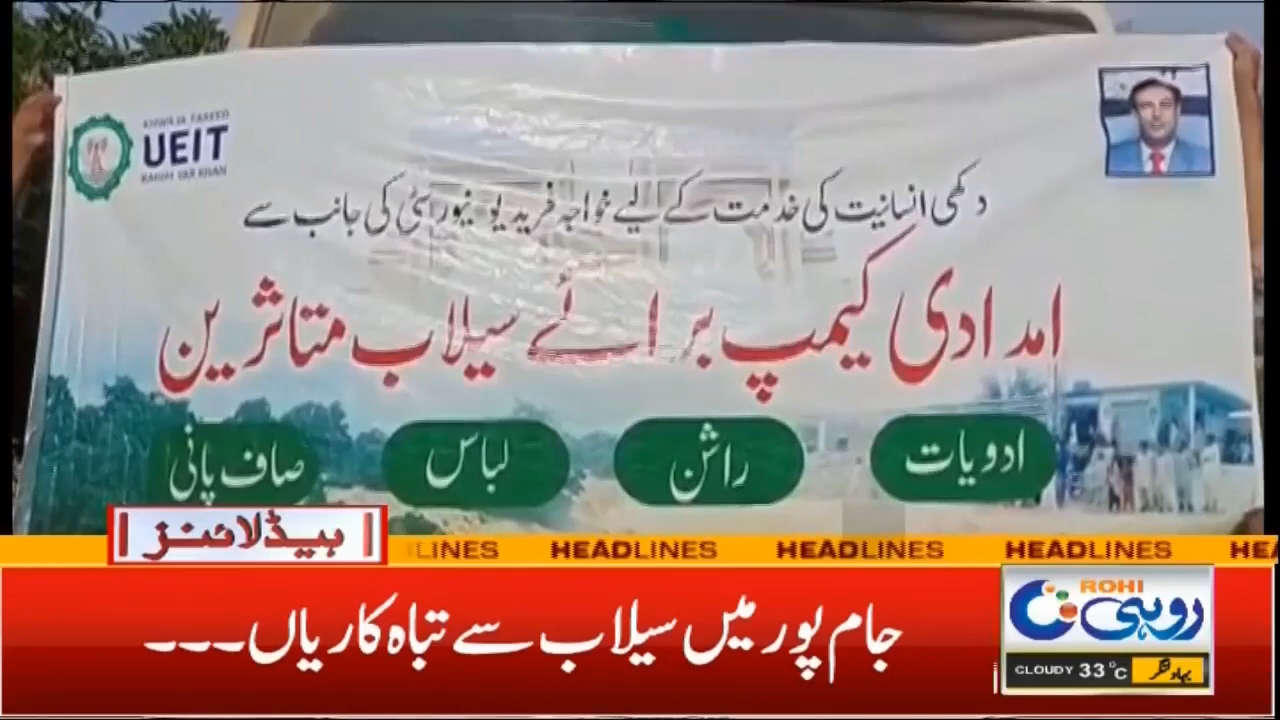 KHWAJA FAREED
UEIT
RAHIM YAR KHAN
دکھی انسانیت کی خدمت کے لیے خواجہ فرید یونیورسٹی کی جانب سے
امدادی کیمپ برائے سیلاب متاثرین
ادویات راشن لباس صاف پانی
ہیڈلائنز
DLINES HEADLINES HEADLINES HEADLINES HEA
جام پور میں سیلاب سے تباہ کاریاں۔۔۔
ROHI
روہی
CLOUDY 33°C بہاولنگر